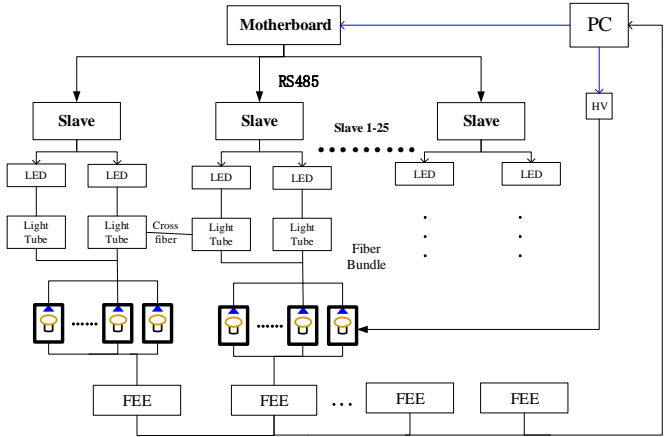 Motherboard
PC
RS485
HV
Slave
Slave
Slave 1-25
Slave
LED
LED
LED
LED
LED
LED
Light
Tube
Light
Tube
Cross
fiber
Light
Tube
Light
Tube
Fiber
Bundle
FEE
FEE
...
FEE
FEE